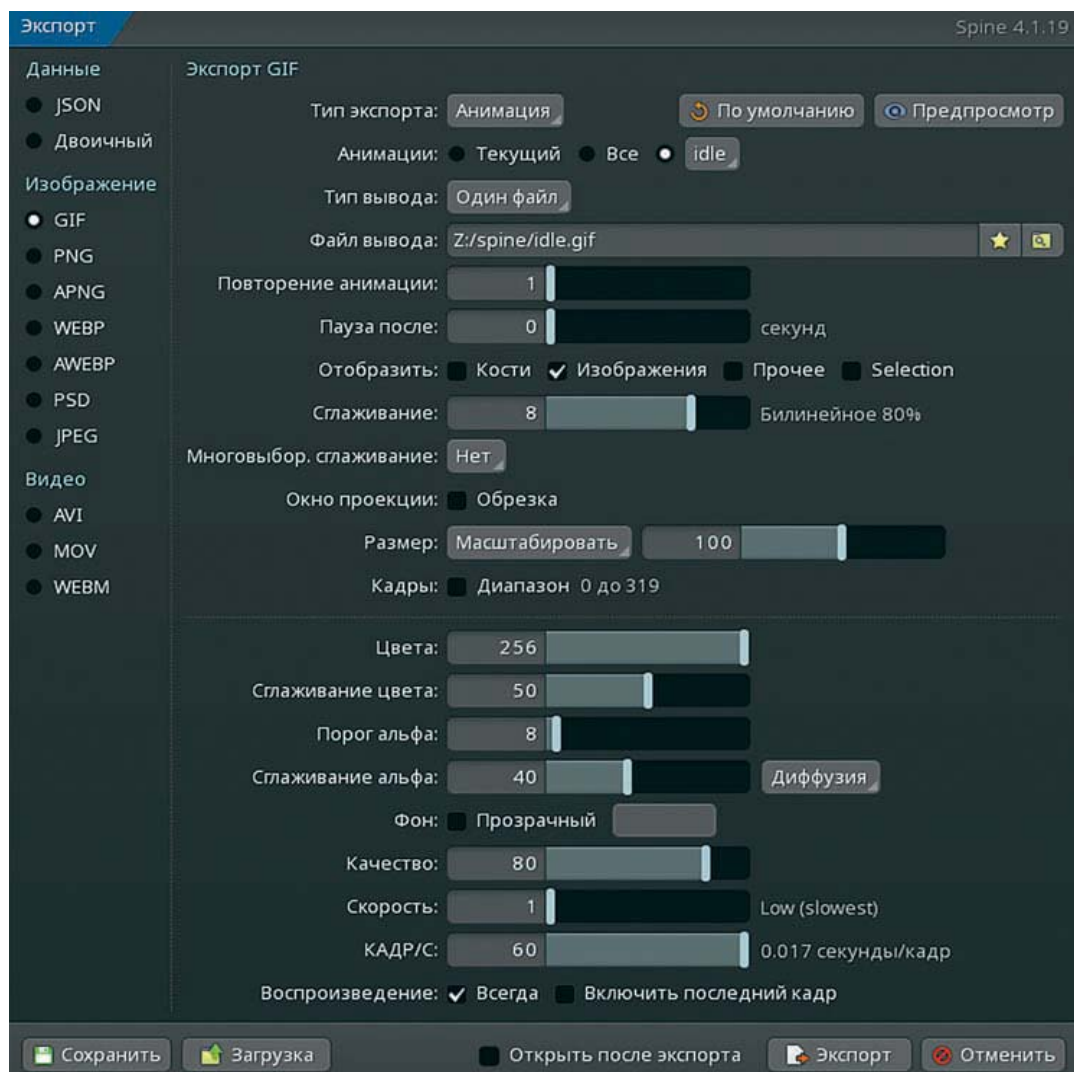 Экспорт
Spine 4.1.19
Данные
JSON
Двоичный
Изображение
GIF
PNG
APNG
WEBP
AWEBP
PSD
JPEG
Видео
AVI
MOV
WEBM
Экспорт GIF
Тип экспорта: Анимация По умолчанию Предпросмотр
Анимации: Текущий Все idle
Тип вывода: Один файл
Файл вывода: Z:/spine/idle.gif
Повторение анимации: 1
Пауза после: 0 секунд
Отобразить: Кости Изображения Прочее Selection
Сглаживание: 8 Билинейное 80%
Многовыбор. сглаживание: Нет
Окно проекции: Обрезка
Размер: Масштабировать 100
Кадры: Диапазон 0 до 319
Цвета: 256
Сглаживание цвета: 50
Порог альфа: 8
Сглаживание альфа: 40 Диффузия
Фон: Прозрачный
Качество: 80
Скорость: 1 Low (slowest)
КАДР/С: 60 0.017 секунды/кадр
Воспроизведение: Всегда Включить последний кадр
Сохранить Загрузка Открыть после экспорта Экспорт Отменить